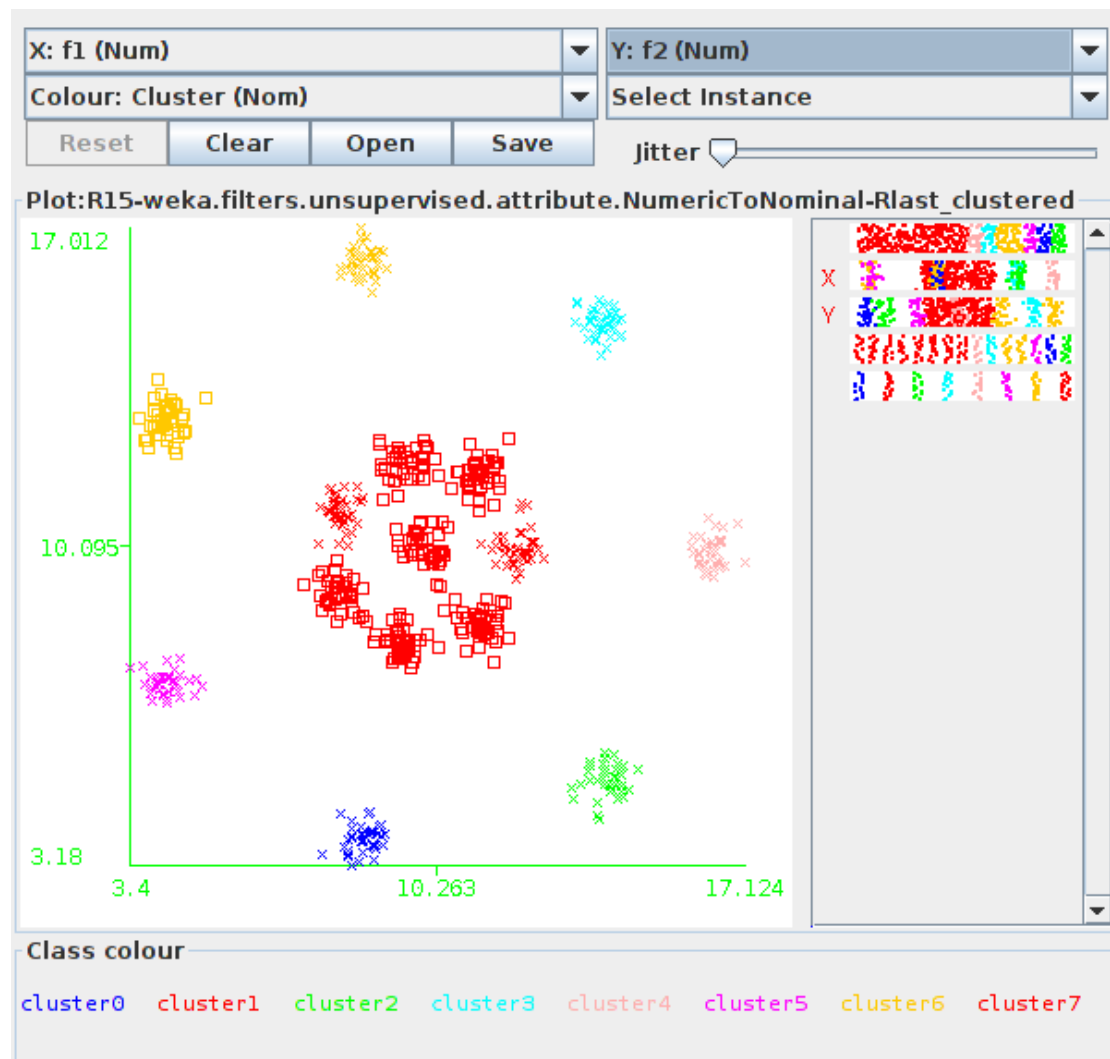 X: f1 (Num) Y: f2 (Num)
Colour: Cluster (Nom) Select Instance
Reset Clear Open Save Jitter
Plot:R15-weka.filters.unsupervised.attribute.NumericToNominal-Rlast_clustered
17.012
X
Y
10.095
3.18
3.4 10.263 17.124
Class colour
cluster0 cluster1 cluster2 cluster3 cluster4 cluster5 cluster6 cluster7